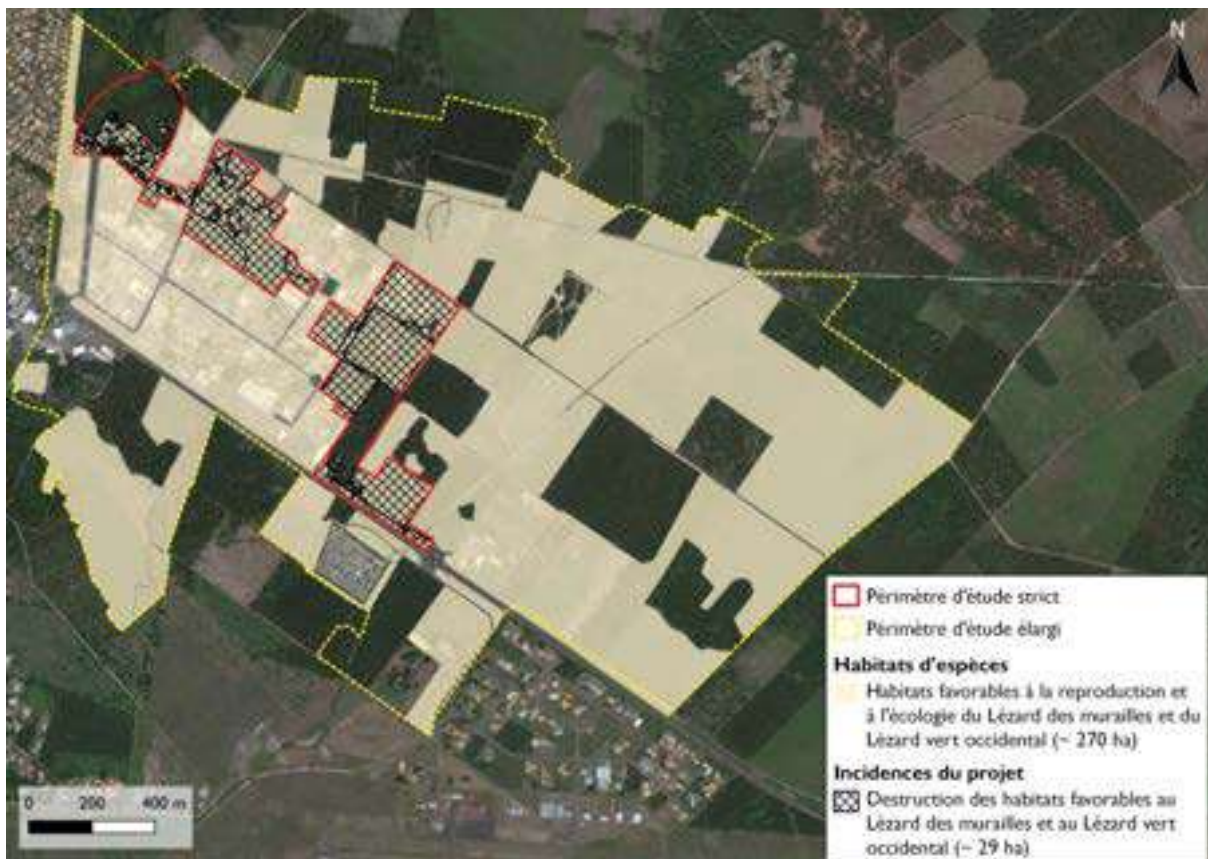 N
Périmètre d'étude strict
Périmètre d'étude élargi
Habitats d'espèces
Habitats favorables à la reproduction et
à l'écologie du Lézard des murailles et du
Lézard vert occidental (~ 270 ha)
Incidences du projet
Destruction des habitats favorables au
Lézard des murailles et au Lézard vert
occidental (~ 29 ha)
0 200 400 m